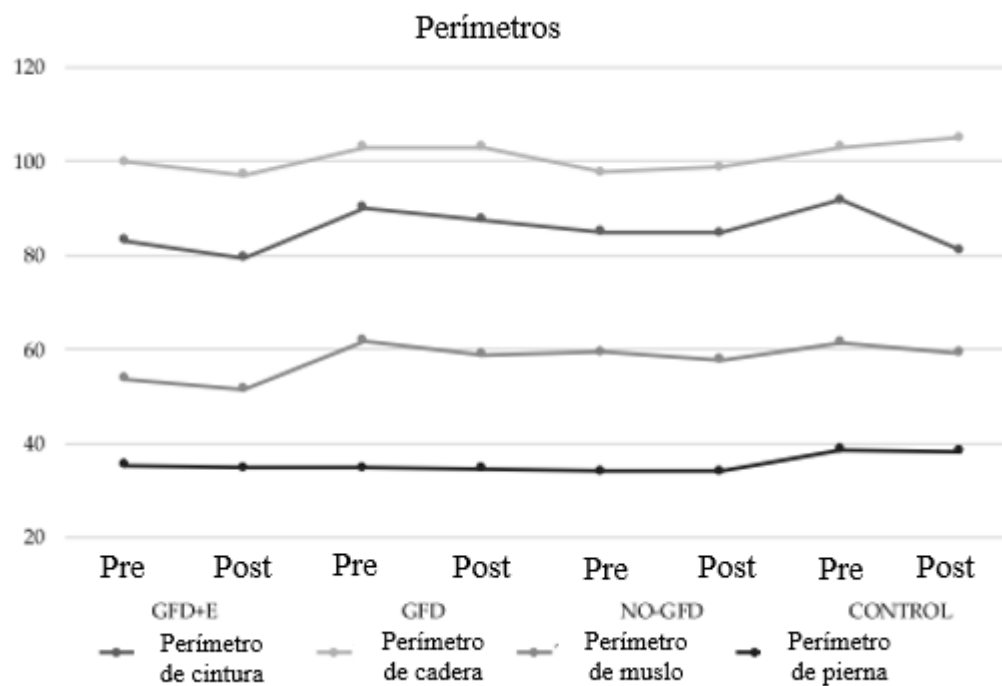 Perímetros
120
100
80
60
40
20
Pre Post Pre Post Pre Post Pre Post
GFD+E GFD NO-GFD CONTROL
Perímetro de cintura
Perímetro de cadera
Perímetro de muslo
Perímetro de pierna